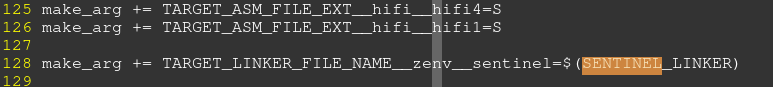 125 make_arg += TARGET_ASM_FILE_EXT__hifi__hifi4=S
126 make_arg += TARGET_ASM_FILE_EXT__hifi__hifi1=S
127
128 make_arg += TARGET_LINKER_FILE_NAME__zenv__sentinel=$(SENTINEL_LINKER)
129